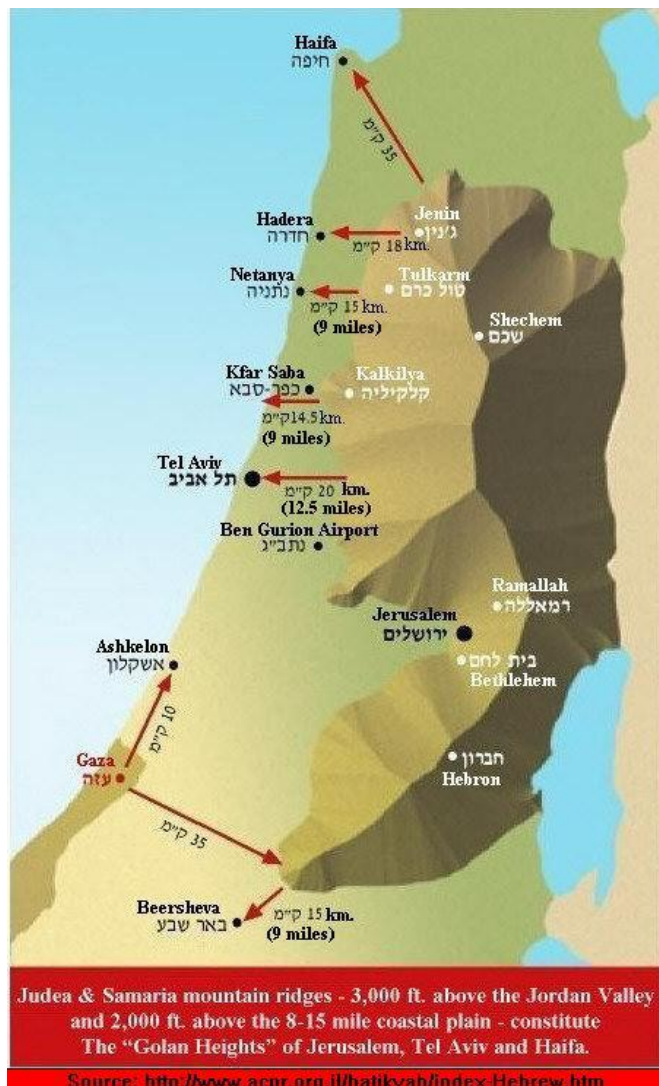 Haifa
חיפה
35 ק"מ
Hadera
חדרה
Jenin
ג'נין
18 ק"מ km.
Netanya
נתניה
Tulkarm
טול כרם
15 ק"מ km.
(9 miles)
Shechem
שכם
Kfar Saba
כפר-סבא
Kalkilya
קלקיליה
14.5 ק"מ km.
(9 miles)
Tel Aviv
תל אביב
20 ק"מ km.
(12.5 miles)
Ben Gurion Airport
נתב"ג
Ramallah
רמאללה
Jerusalem
ירושלים
בית לחם
Bethlehem
Ashkelon
אשקלון
10 ק"מ
Gaza
עזה
חברון
Hebron
35 ק"מ
Beersheva
באר שבע
15 ק"מ km.
(9 miles)
Judea & Samaria mountain ridges - 3,000 ft. above the Jordan Valley
and 2,000 ft. above the 8-15 mile coastal plain - constitute
The “Golan Heights” of Jerusalem, Tel Aviv and Haifa.
Source: http://www.acpr.org.il/hatikvah/index-Hebrew.htm